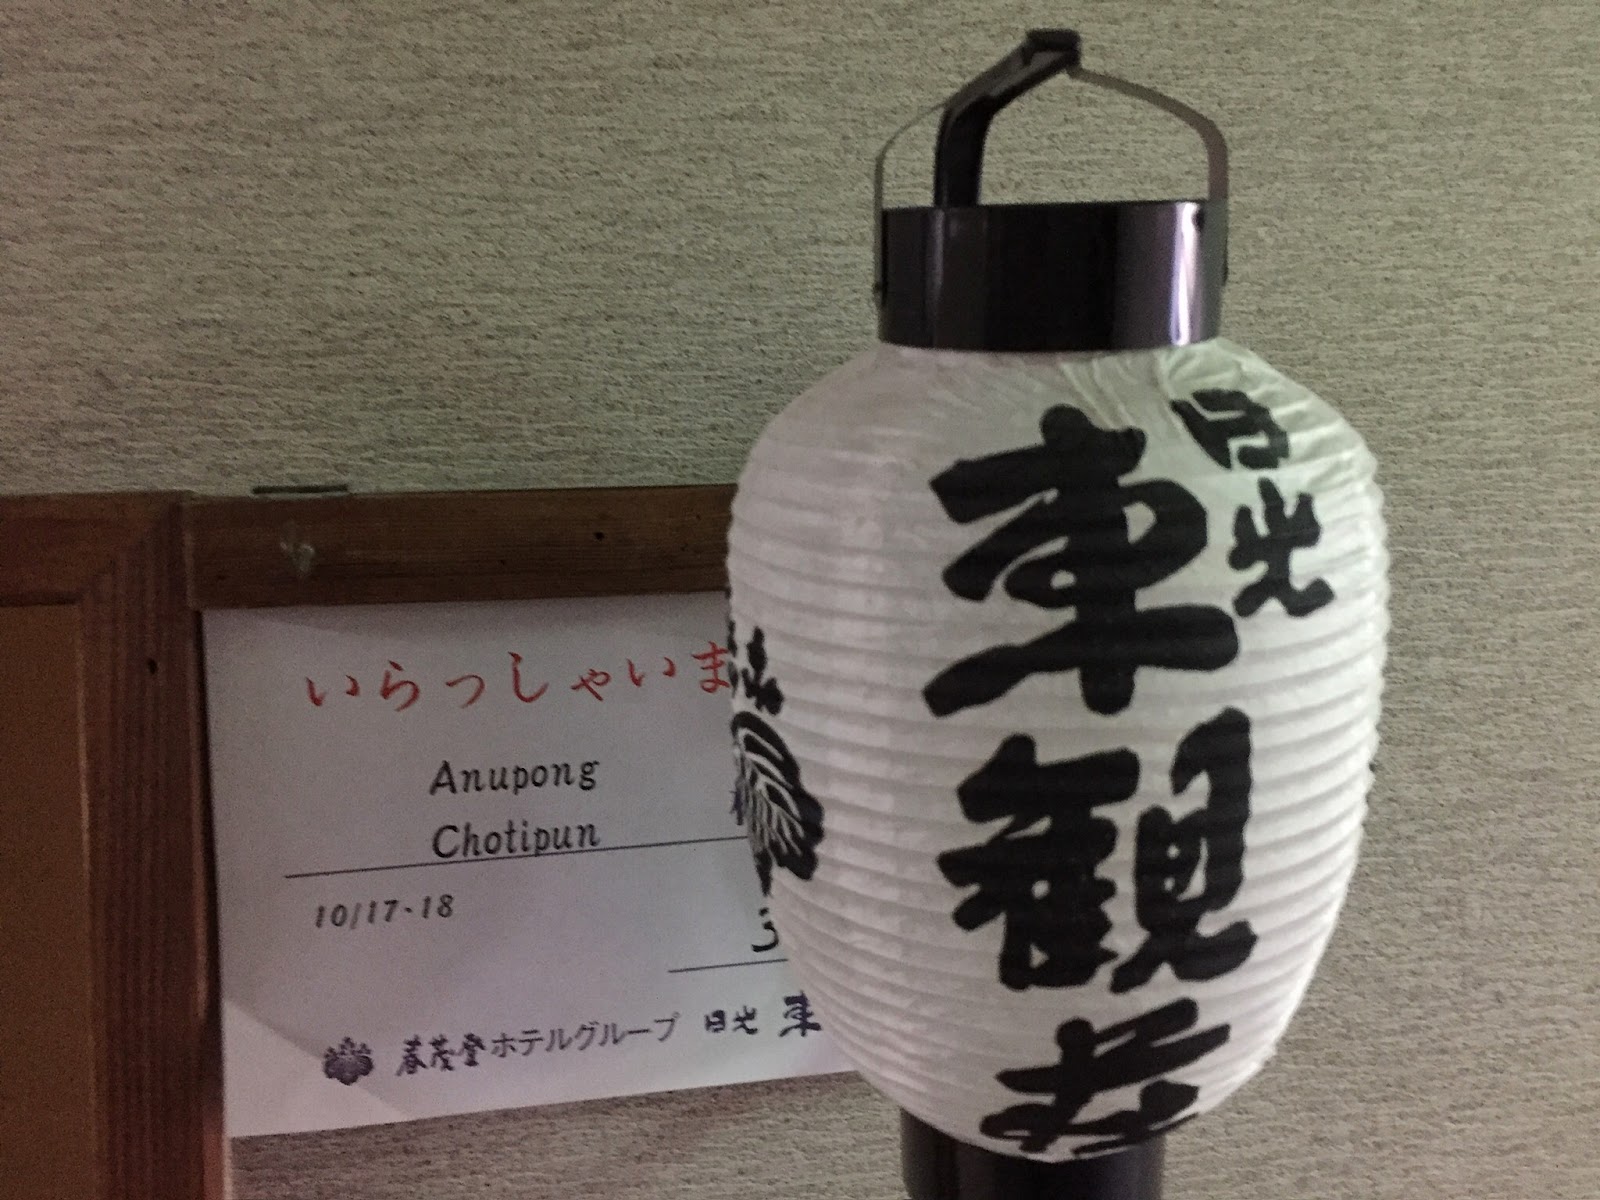 いらっしゃいま
Anupong
Chotipun
10/17-18
春茂登ホテルグループ 日光 東
日光
東観荘